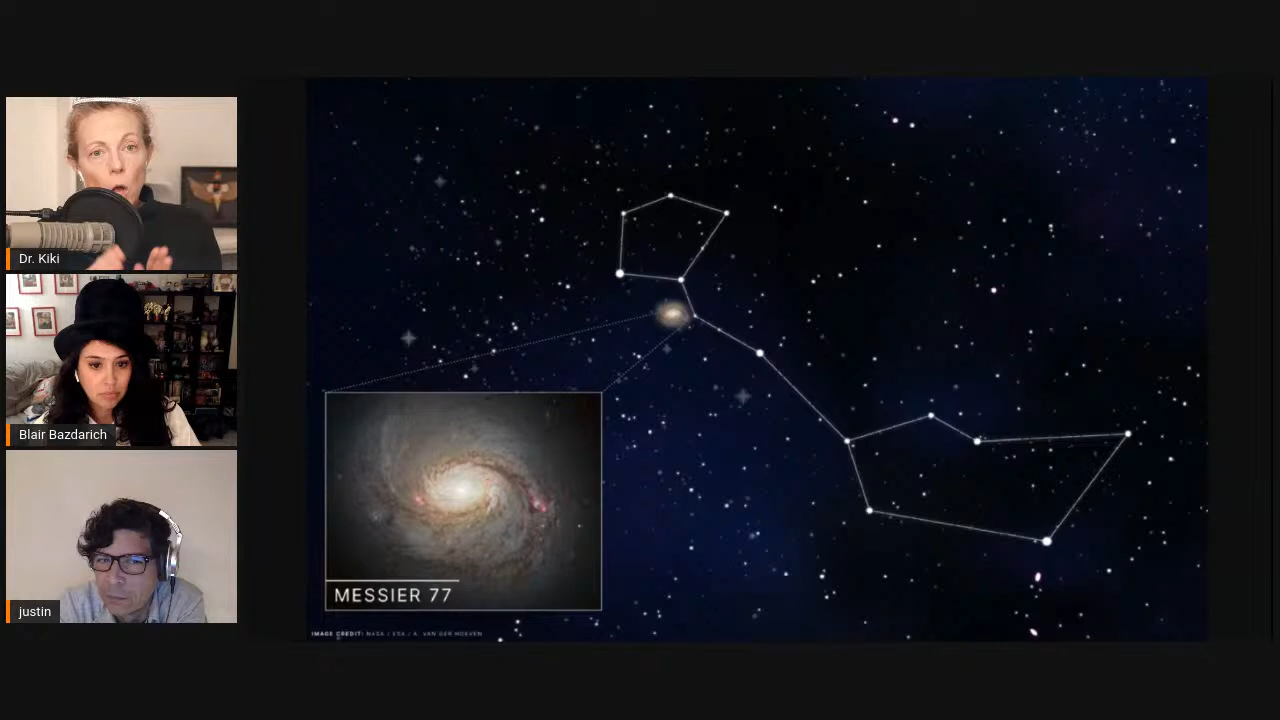 Dr. Kiki
Blair Bazdarich
justin
MESSIER 77
IMAGE CREDIT: NASA / ESA / A. VAN DER HOEVEN